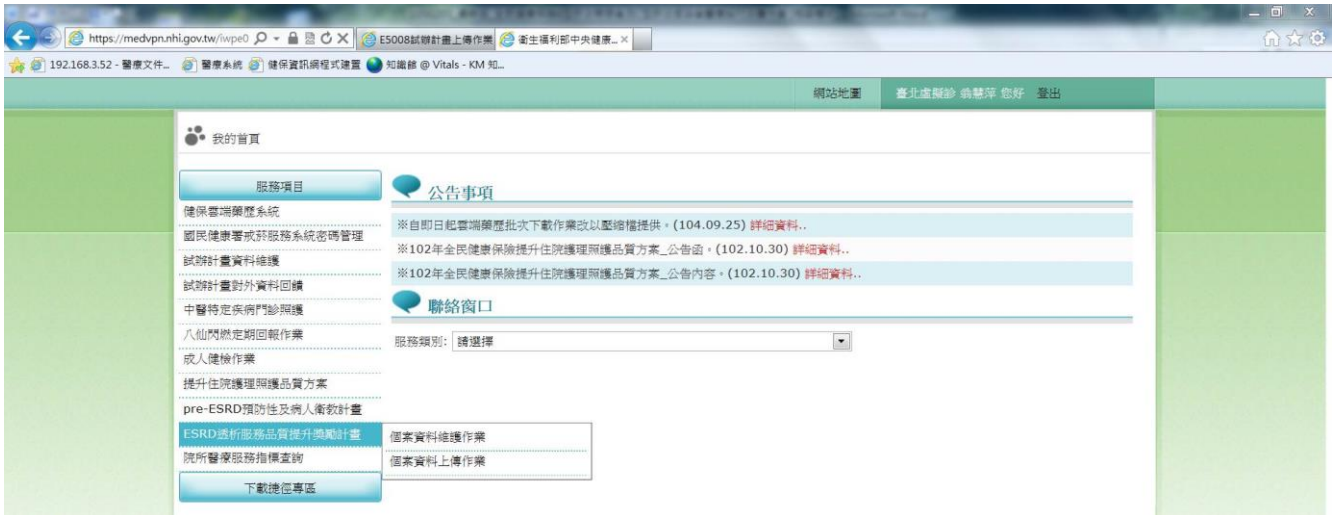 https://medvpn.nhi.gov.tw/iwpe0
E5008試辦計畫上傳作業
衛生福利部中央健康...
192.168.3.52 - 醫療文件...
醫療系統
健保資訊網程式建置
知識館 @ Vitals - KM 知...
網站地圖
臺北虛擬診 翁慧萍 您好
登出
我的首頁
服務項目
健保雲端藥歷系統
國民健康署戒菸服務系統密碼管理
試辦計畫資料維護
試辦計畫對外資料回饋
中醫特定疾病門診照護
八仙閃燃定期回報作業
成人健檢作業
提升住院護理照護品質方案
pre-ESRD預防性及病人衛教計畫
ESRD透析服務品質提升獎勵計畫
院所醫療服務指標查詢
下載捷徑專區
個案資料維護作業
個案資料上傳作業
公告事項
※自即日起雲端藥歷批次下載作業改以壓縮檔提供。(104.09.25) 詳細資料..
※102年全民健康保險提升住院護理照護品質方案_公告函。(102.10.30) 詳細資料..
※102年全民健康保險提升住院護理照護品質方案_公告內容。(102.10.30) 詳細資料..
聯絡窗口
服務類別: 請選擇